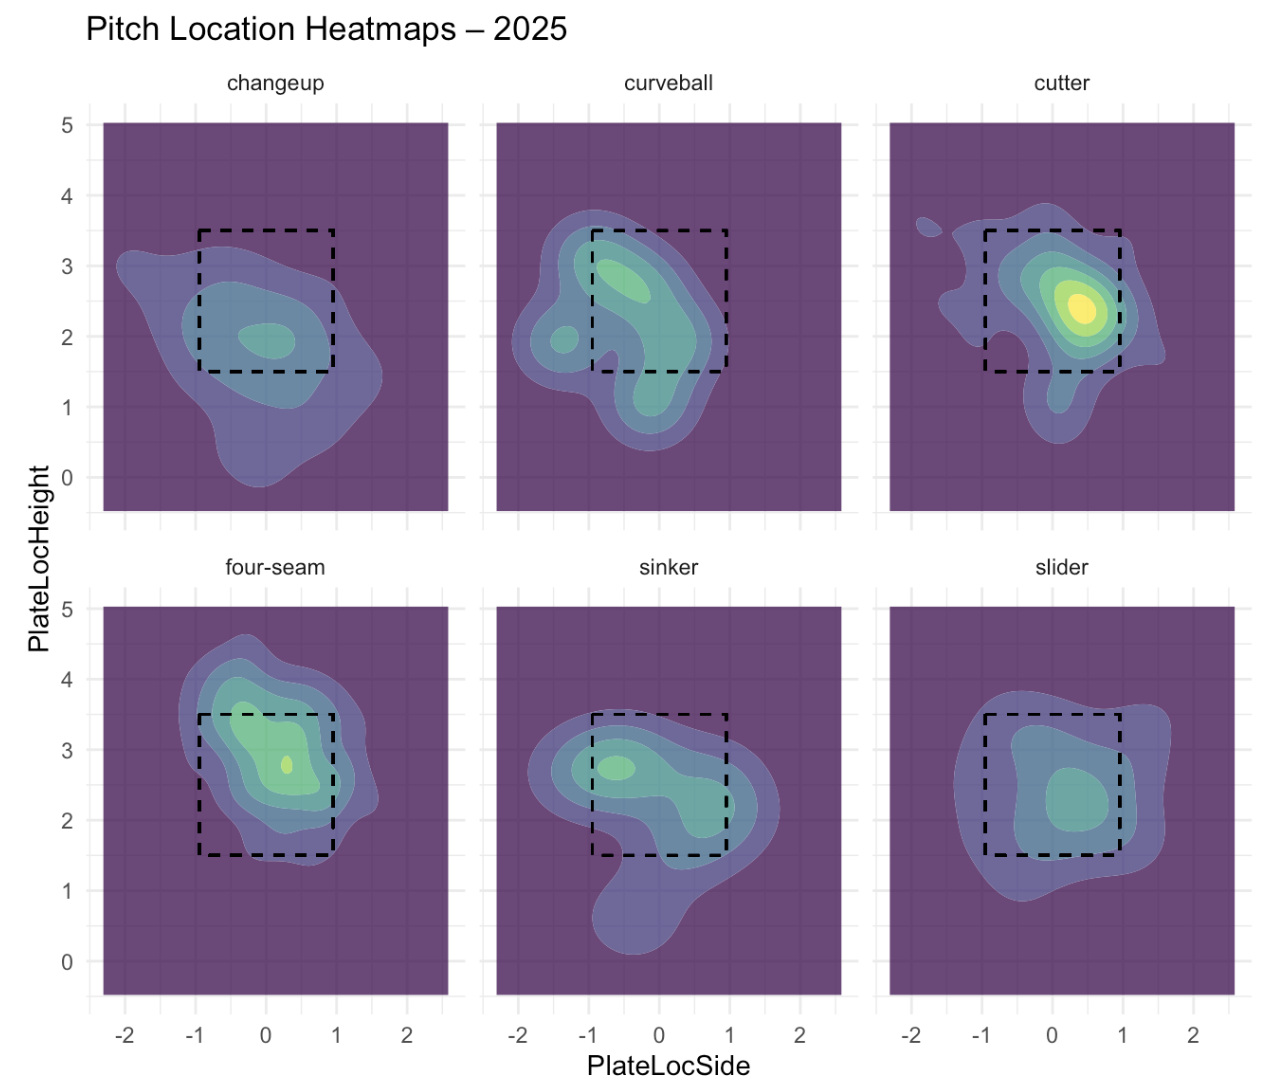 Pitch Location Heatmaps – 2025
changeup curveball cutter
5
4
3
2
1
0
PlateLocHeight
four-seam sinker slider
5
4
3
2
1
0
-2 -1 0 1 2 -2 -1 0 1 2 -2 -1 0 1 2
PlateLocSide